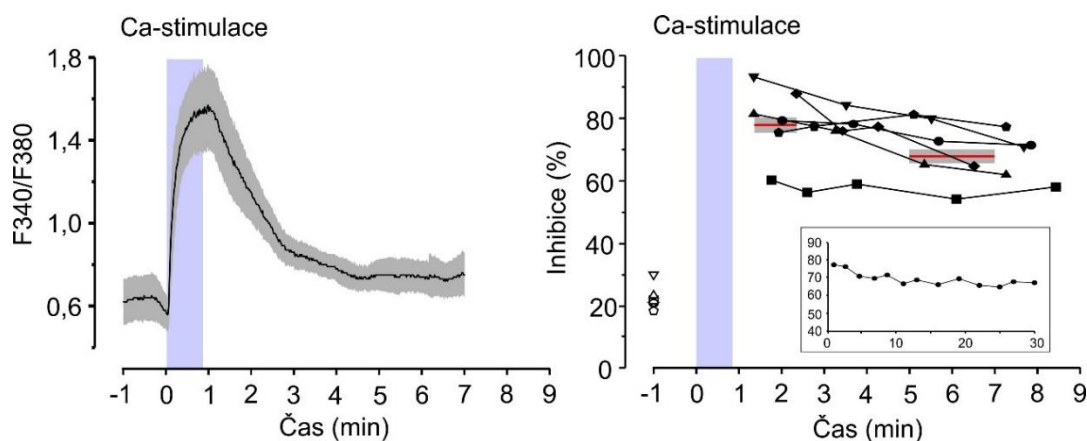 Ca-stimulace
F340/F380
1,8
1,4
1,0
0,6
-1 0 1 2 3 4 5 6 7 8 9
Čas (min)
Ca-stimulace
Inhibice (%)
100
80
60
40
20
0
90
80
70
60
50
40
0 10 20 30
-1 0 1 2 3 4 5 6 7 8 9
Čas (min)